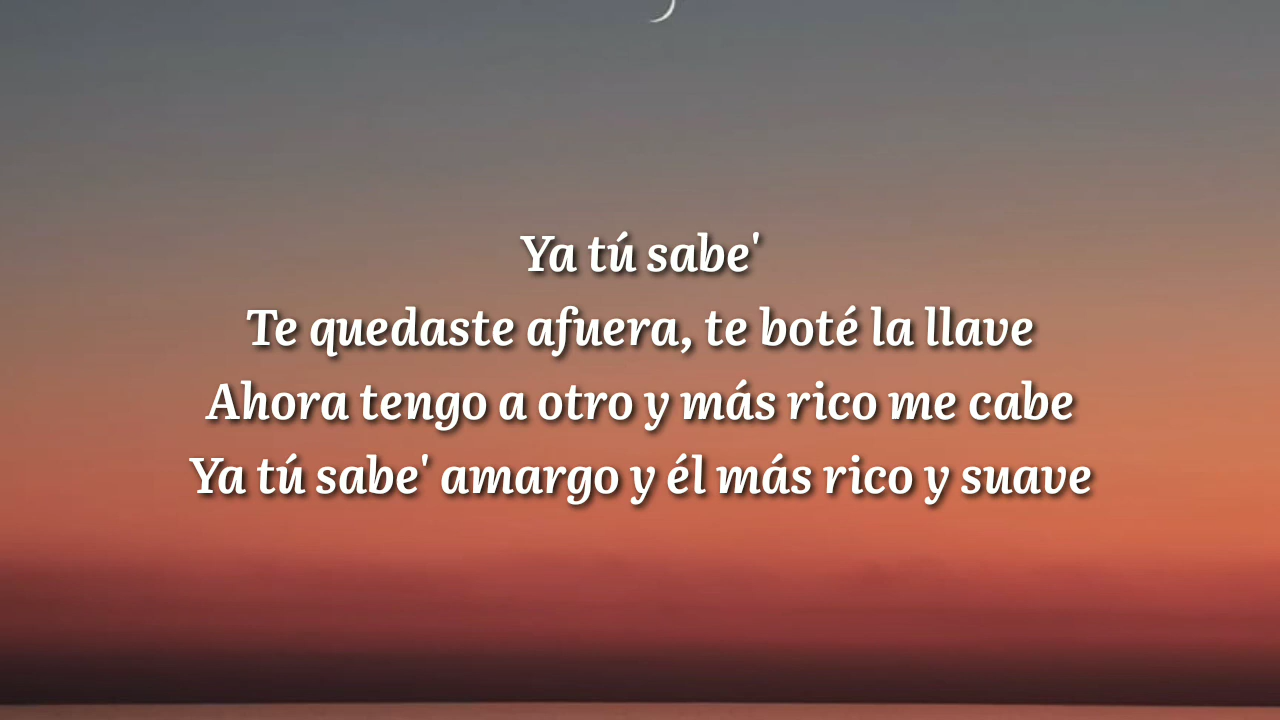 Ya tú sabe'
Te quedaste afuera, te boté la llave
Ahora tengo a otro y más rico me cabe
Ya tú sabe' amargo y él más rico y suave